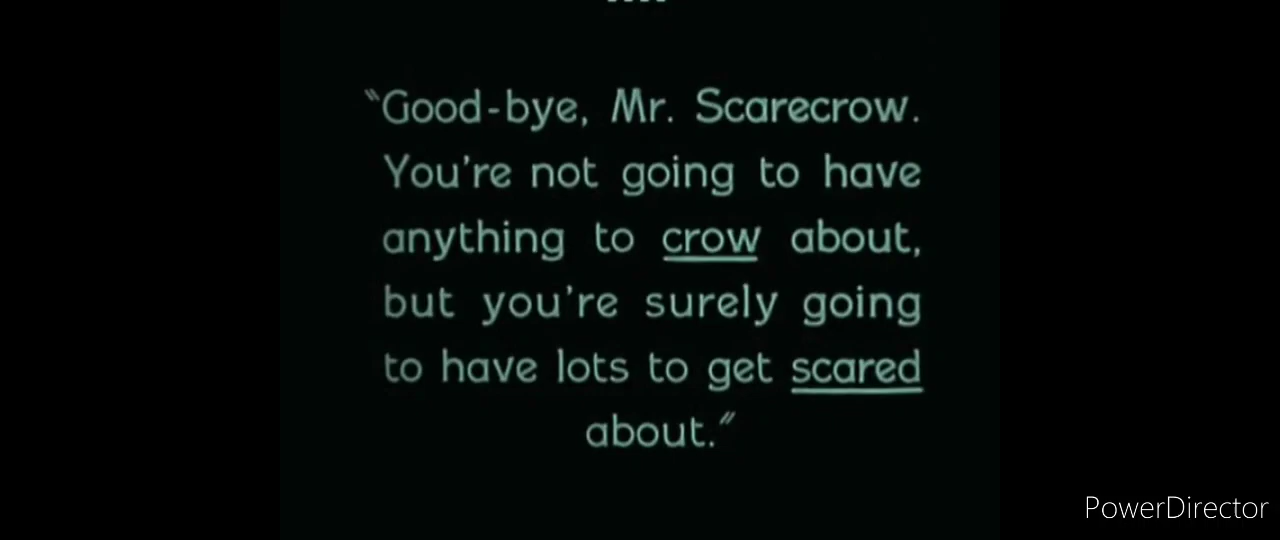 “Good-bye, Mr. Scarecrow.
You're not going to have
anything to crow about,
but you're surely going
to have lots to get scared
about.”
PowerDirector